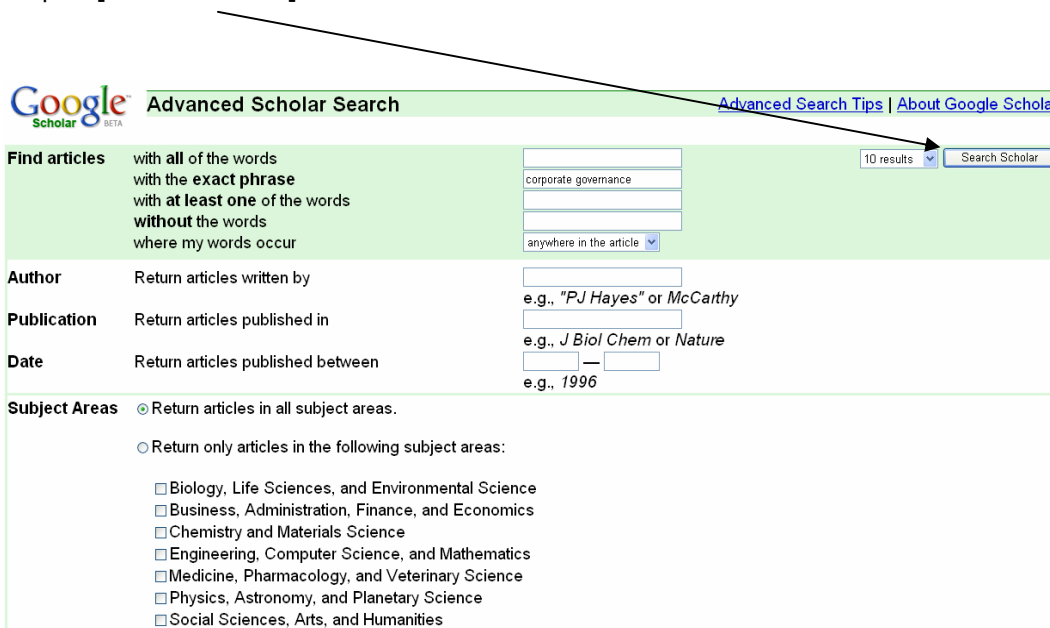 Google™ Advanced Scholar Search Advanced Search Tips | About Google Schola
Scholar BETA
Find articles with all of the words 10 results Search Scholar
with the exact phrase corporate governance
with at least one of the words
without the words
where my words occur anywhere in the article
Author Return articles written by
e.g., "PJ Hayes" or McCarthy
Publication Return articles published in
e.g., J Biol Chem or Nature
Date Return articles published between —
e.g., 1996
Subject Areas Return articles in all subject areas.
Return only articles in the following subject areas:
Biology, Life Sciences, and Environmental Science
Business, Administration, Finance, and Economics
Chemistry and Materials Science
Engineering, Computer Science, and Mathematics
Medicine, Pharmacology, and Veterinary Science
Physics, Astronomy, and Planetary Science
Social Sciences, Arts, and Humanities